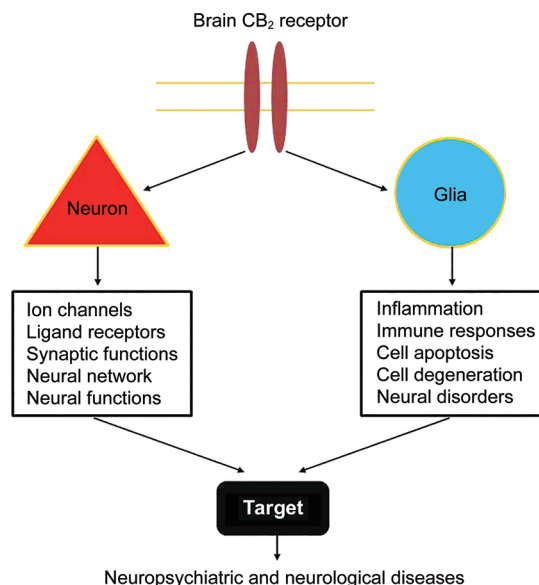 Brain CB₂ receptor
Neuron
Glia
Ion channels
Ligand receptors
Synaptic functions
Neural network
Neural functions
Inflammation
Immune responses
Cell apoptosis
Cell degeneration
Neural disorders
Target
Neuropsychiatric and neurological diseases